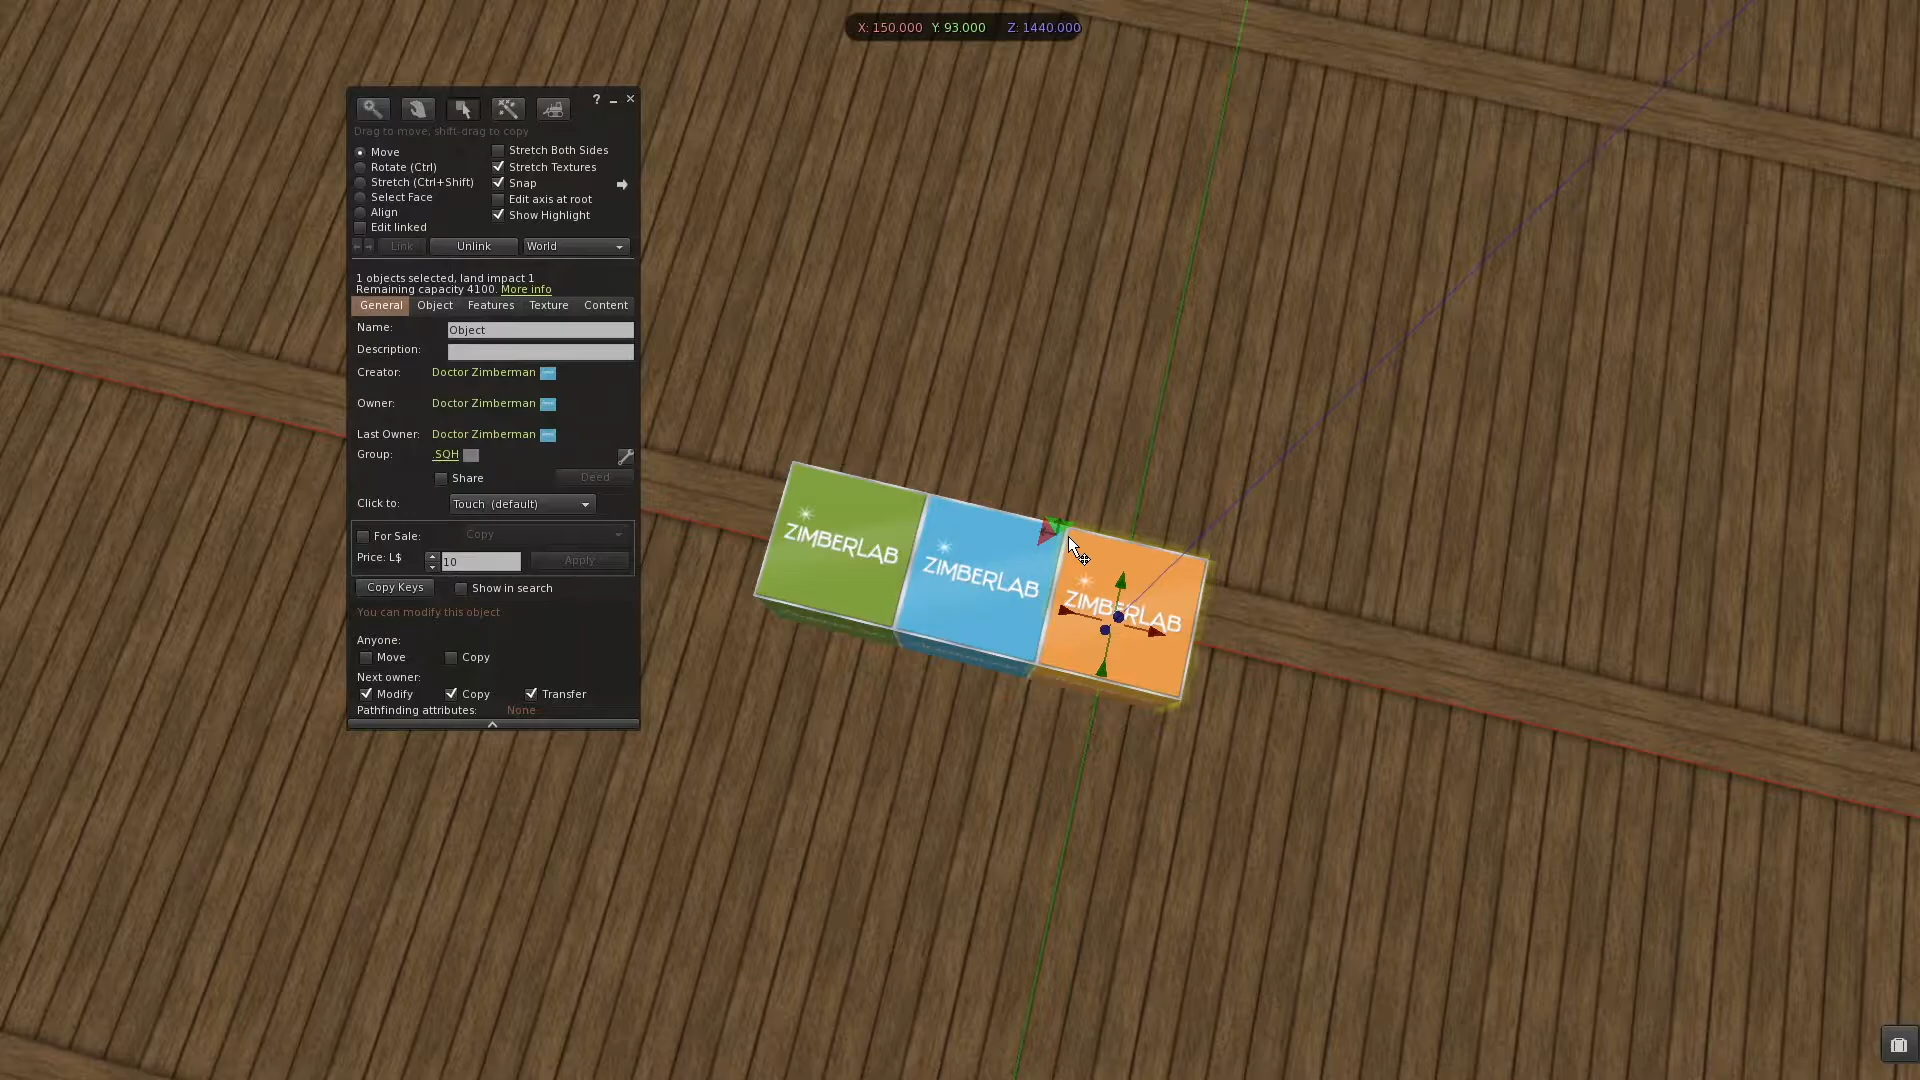 X: 150.000 Y: 93.000 Z: 1440.000
?
Drag to move, shift-drag to copy
Move
Rotate (Ctrl)
Stretch (Ctrl+Shift)
Select Face
Align
Edit linked
Stretch Both Sides
Stretch Textures
Snap
Edit axis at root
Show Highlight
Link Unlink World
1 objects selected, land impact 1
Remaining capacity 4100. More info
General Object Features Texture Content
Name: Object
Description:
Creator: Doctor Zimberman
Owner: Doctor Zimberman
Last Owner: Doctor Zimberman
Group: .SQH
Share Deed
Click to: Touch (default)
For Sale: Copy
Price: L$ 10 Apply
Copy Keys Show in search
You can modify this object
Anyone:
Move Copy
Next owner:
Modify Copy Transfer
Pathfinding attributes: None
ZIMBERLAB
ZIMBERLAB
ZIMBERLAB